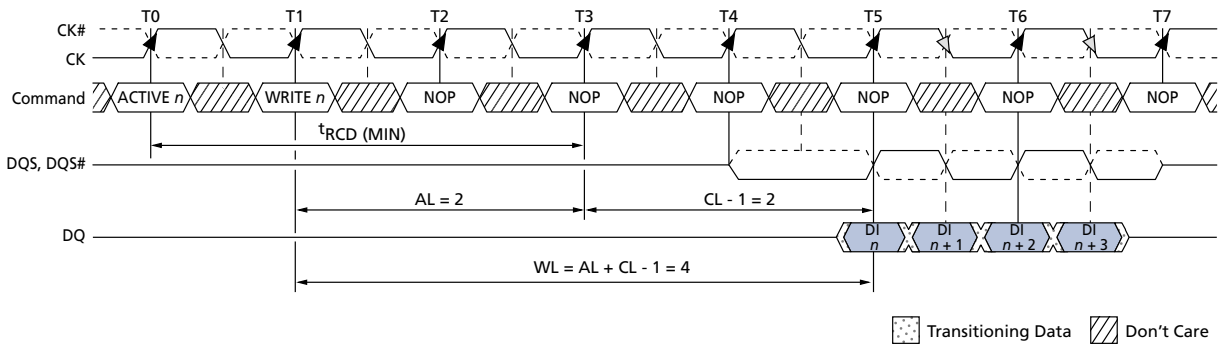 T0 T1 T2 T3 T4 T5 T6 T7
CK#
CK
Command ACTIVE n WRITE n NOP NOP NOP NOP NOP NOP
tRCD (MIN)
DQS, DQS#
AL = 2 CL - 1 = 2
DQ DI n DI n + 1 DI n + 2 DI n + 3
WL = AL + CL - 1 = 4
Transitioning Data Don't Care